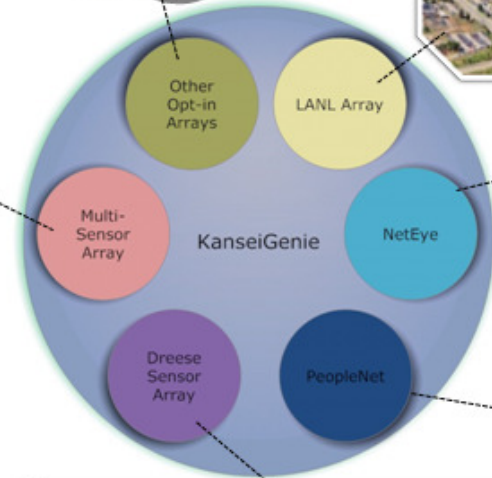 Other
Opt-in
Arrays
LANL Array
Multi-
Sensor
Array
KanseiGenie
NetEye
Dreese
Sensor
Array
PeopleNet